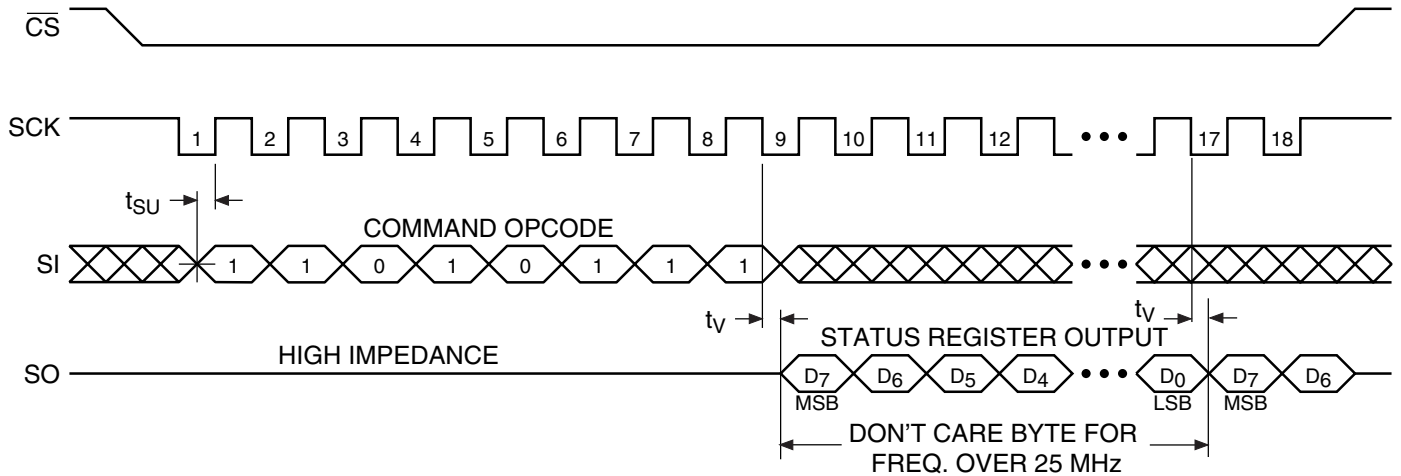 CS
SCK 1 2 3 4 5 6 7 8 9 10 11 12 ••• 17 18
tSU
COMMAND OPCODE
SI 1 1 0 1 0 1 1 1 •••
tV tV
STATUS REGISTER OUTPUT
HIGH IMPEDANCE
SO D7 D6 D5 D4 ••• D0 D7 D6
MSB LSB MSB
DON'T CARE BYTE FOR
FREQ. OVER 25 MHz